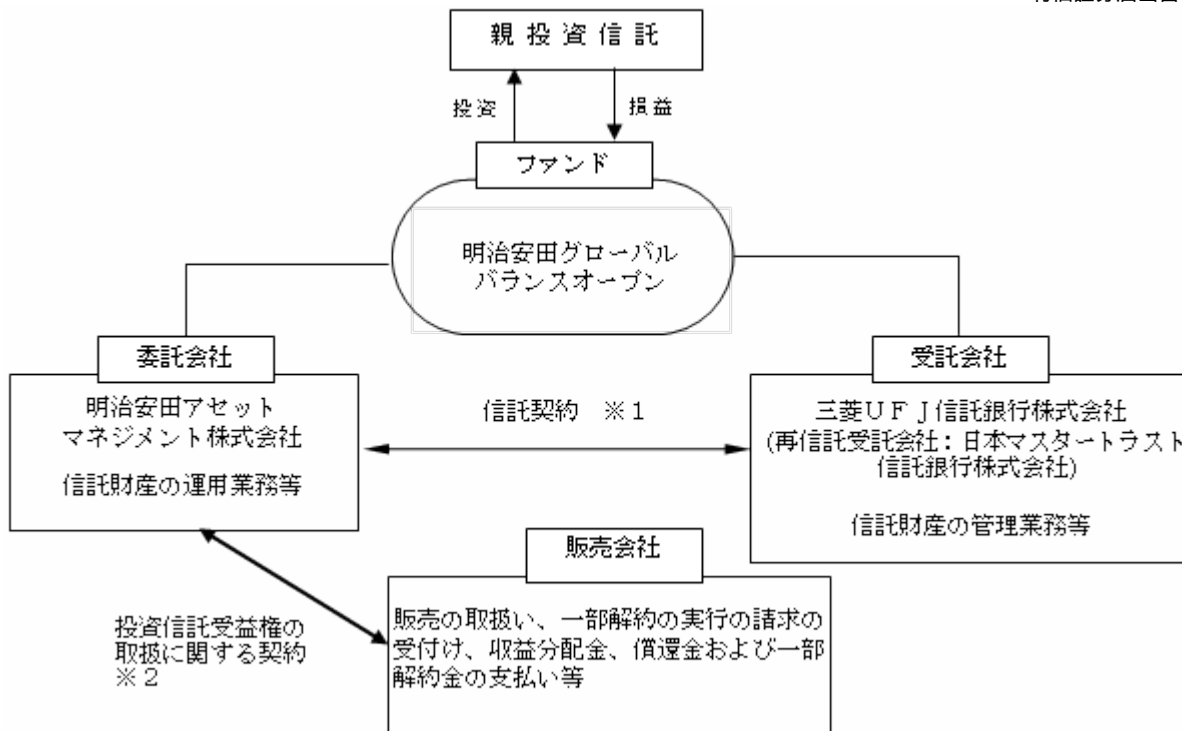 親投資信託
投資
損益
ファンド
明治安田グローバル
バランスオープン
委託会社
明治安田アセット
マネジメント株式会社
信託財産の運用業務等
信託契約 ※1
受託会社
三菱UFJ信託銀行株式会社
(再信託受託会社：日本マスタートラスト
信託銀行株式会社)
信託財産の管理業務等
販売会社
販売の取扱い、一部解約の実行の請求の
受付け、収益分配金、償還金および一部
解約金の支払い等
投資信託受益権の
取扱に関する契約
※2